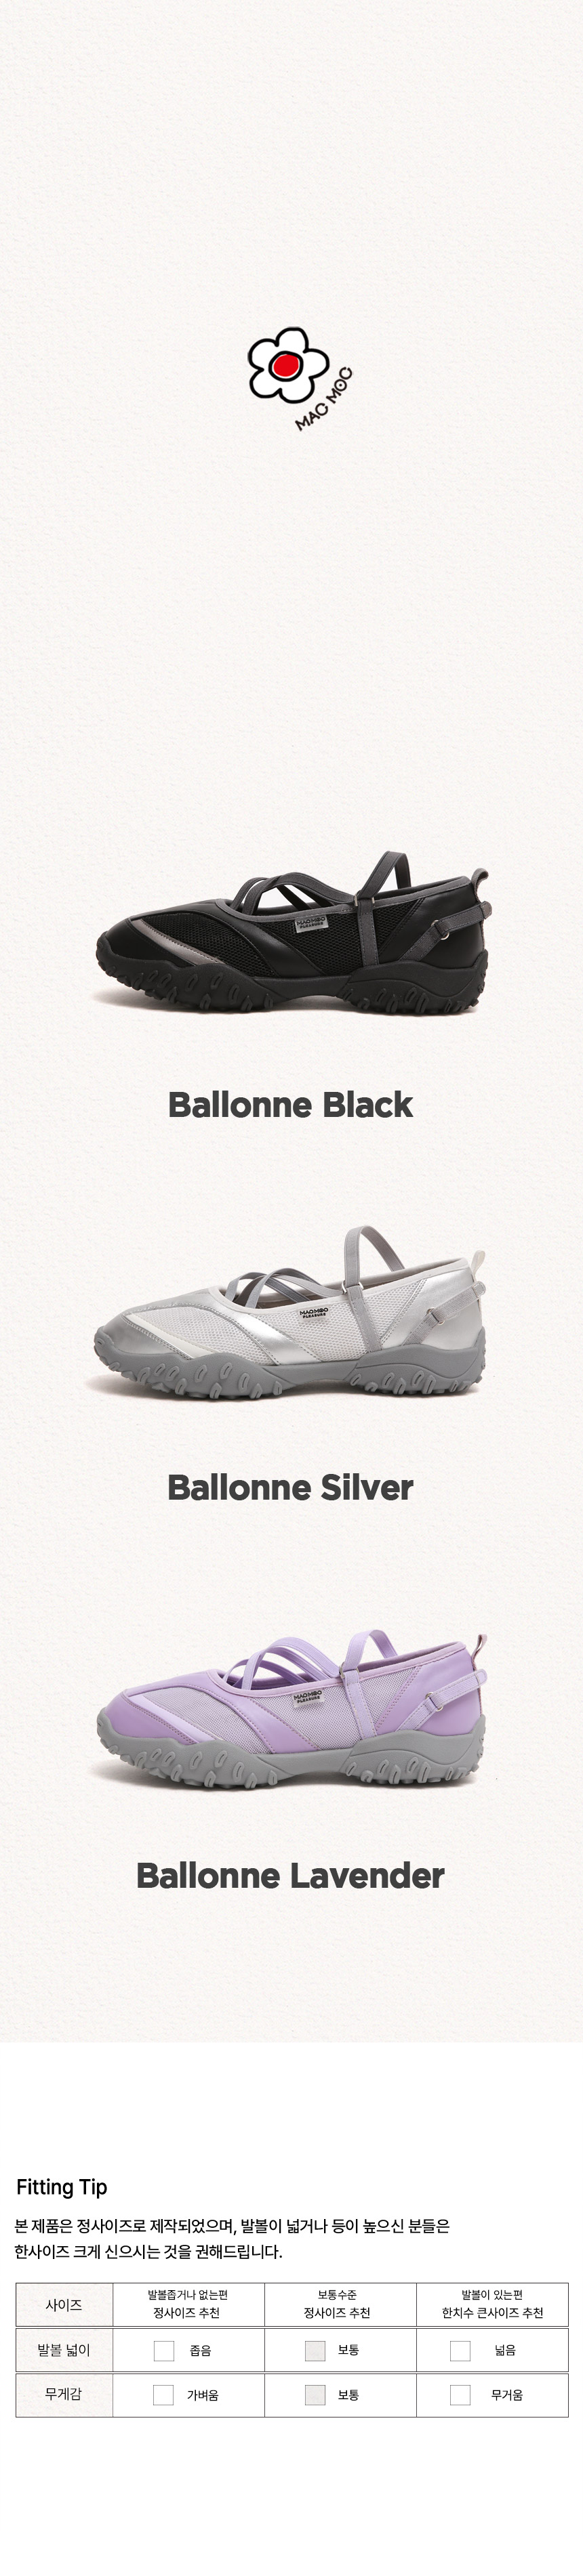 MAC MOC
Ballonne Black
Ballonne Silver
Ballonne Lavender
Fitting Tip
본 제품은 정사이즈로 제작되었으며, 발볼이 넓거나 등이 높으신 분들은
한사이즈 크게 신으시는 것을 권해드립니다.
사이즈 발볼좁거나 없는편 정사이즈 추천 보통수준 정사이즈 추천 발볼이 있는편 한치수 큰사이즈 추천
발볼 넓이 좁음 보통 넓음
무게감 가벼움 보통 무거움